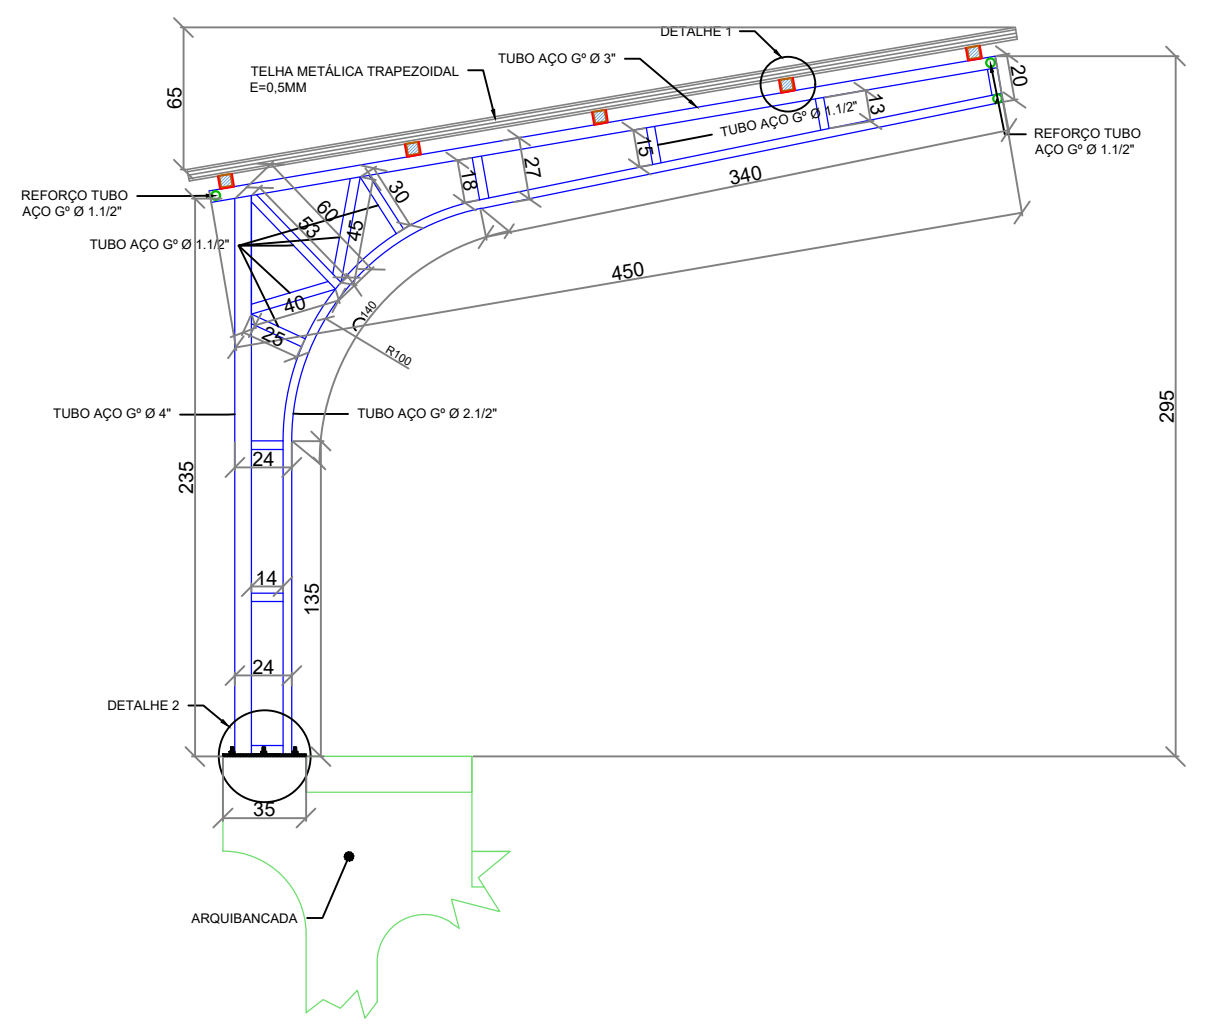 DETALHE 1
TUBO AÇO Gº Ø 3"
TELHA METÁLICA TRAPEZOIDAL
E=0,5MM
65
20
13
TUBO AÇO Gº Ø 1.1/2"
REFORÇO TUBO
AÇO Gº Ø 1.1/2"
15
27
18
30
340
REFORÇO TUBO
AÇO Gº Ø 1.1/2"
60
53
45
TUBO AÇO Gº Ø 1.1/2"
450
40
140
25
R100
TUBO AÇO Gº Ø 4"
TUBO AÇO Gº Ø 2.1/2"
295
24
235
14
135
24
DETALHE 2
35
ARQUIBANCADA